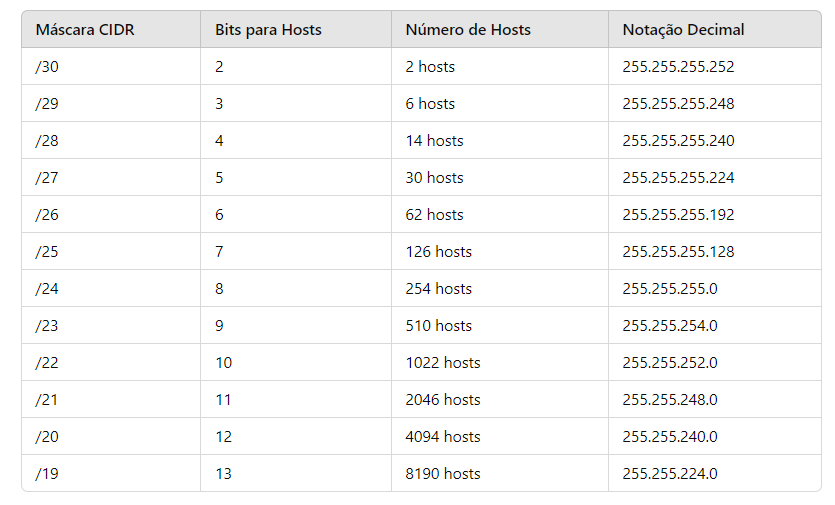 Máscara CIDR Bits para Hosts Número de Hosts Notação Decimal
/30 2 2 hosts 255.255.255.252
/29 3 6 hosts 255.255.255.248
/28 4 14 hosts 255.255.255.240
/27 5 30 hosts 255.255.255.224
/26 6 62 hosts 255.255.255.192
/25 7 126 hosts 255.255.255.128
/24 8 254 hosts 255.255.255.0
/23 9 510 hosts 255.255.254.0
/22 10 1022 hosts 255.255.252.0
/21 11 2046 hosts 255.255.248.0
/20 12 4094 hosts 255.255.240.0
/19 13 8190 hosts 255.255.224.0